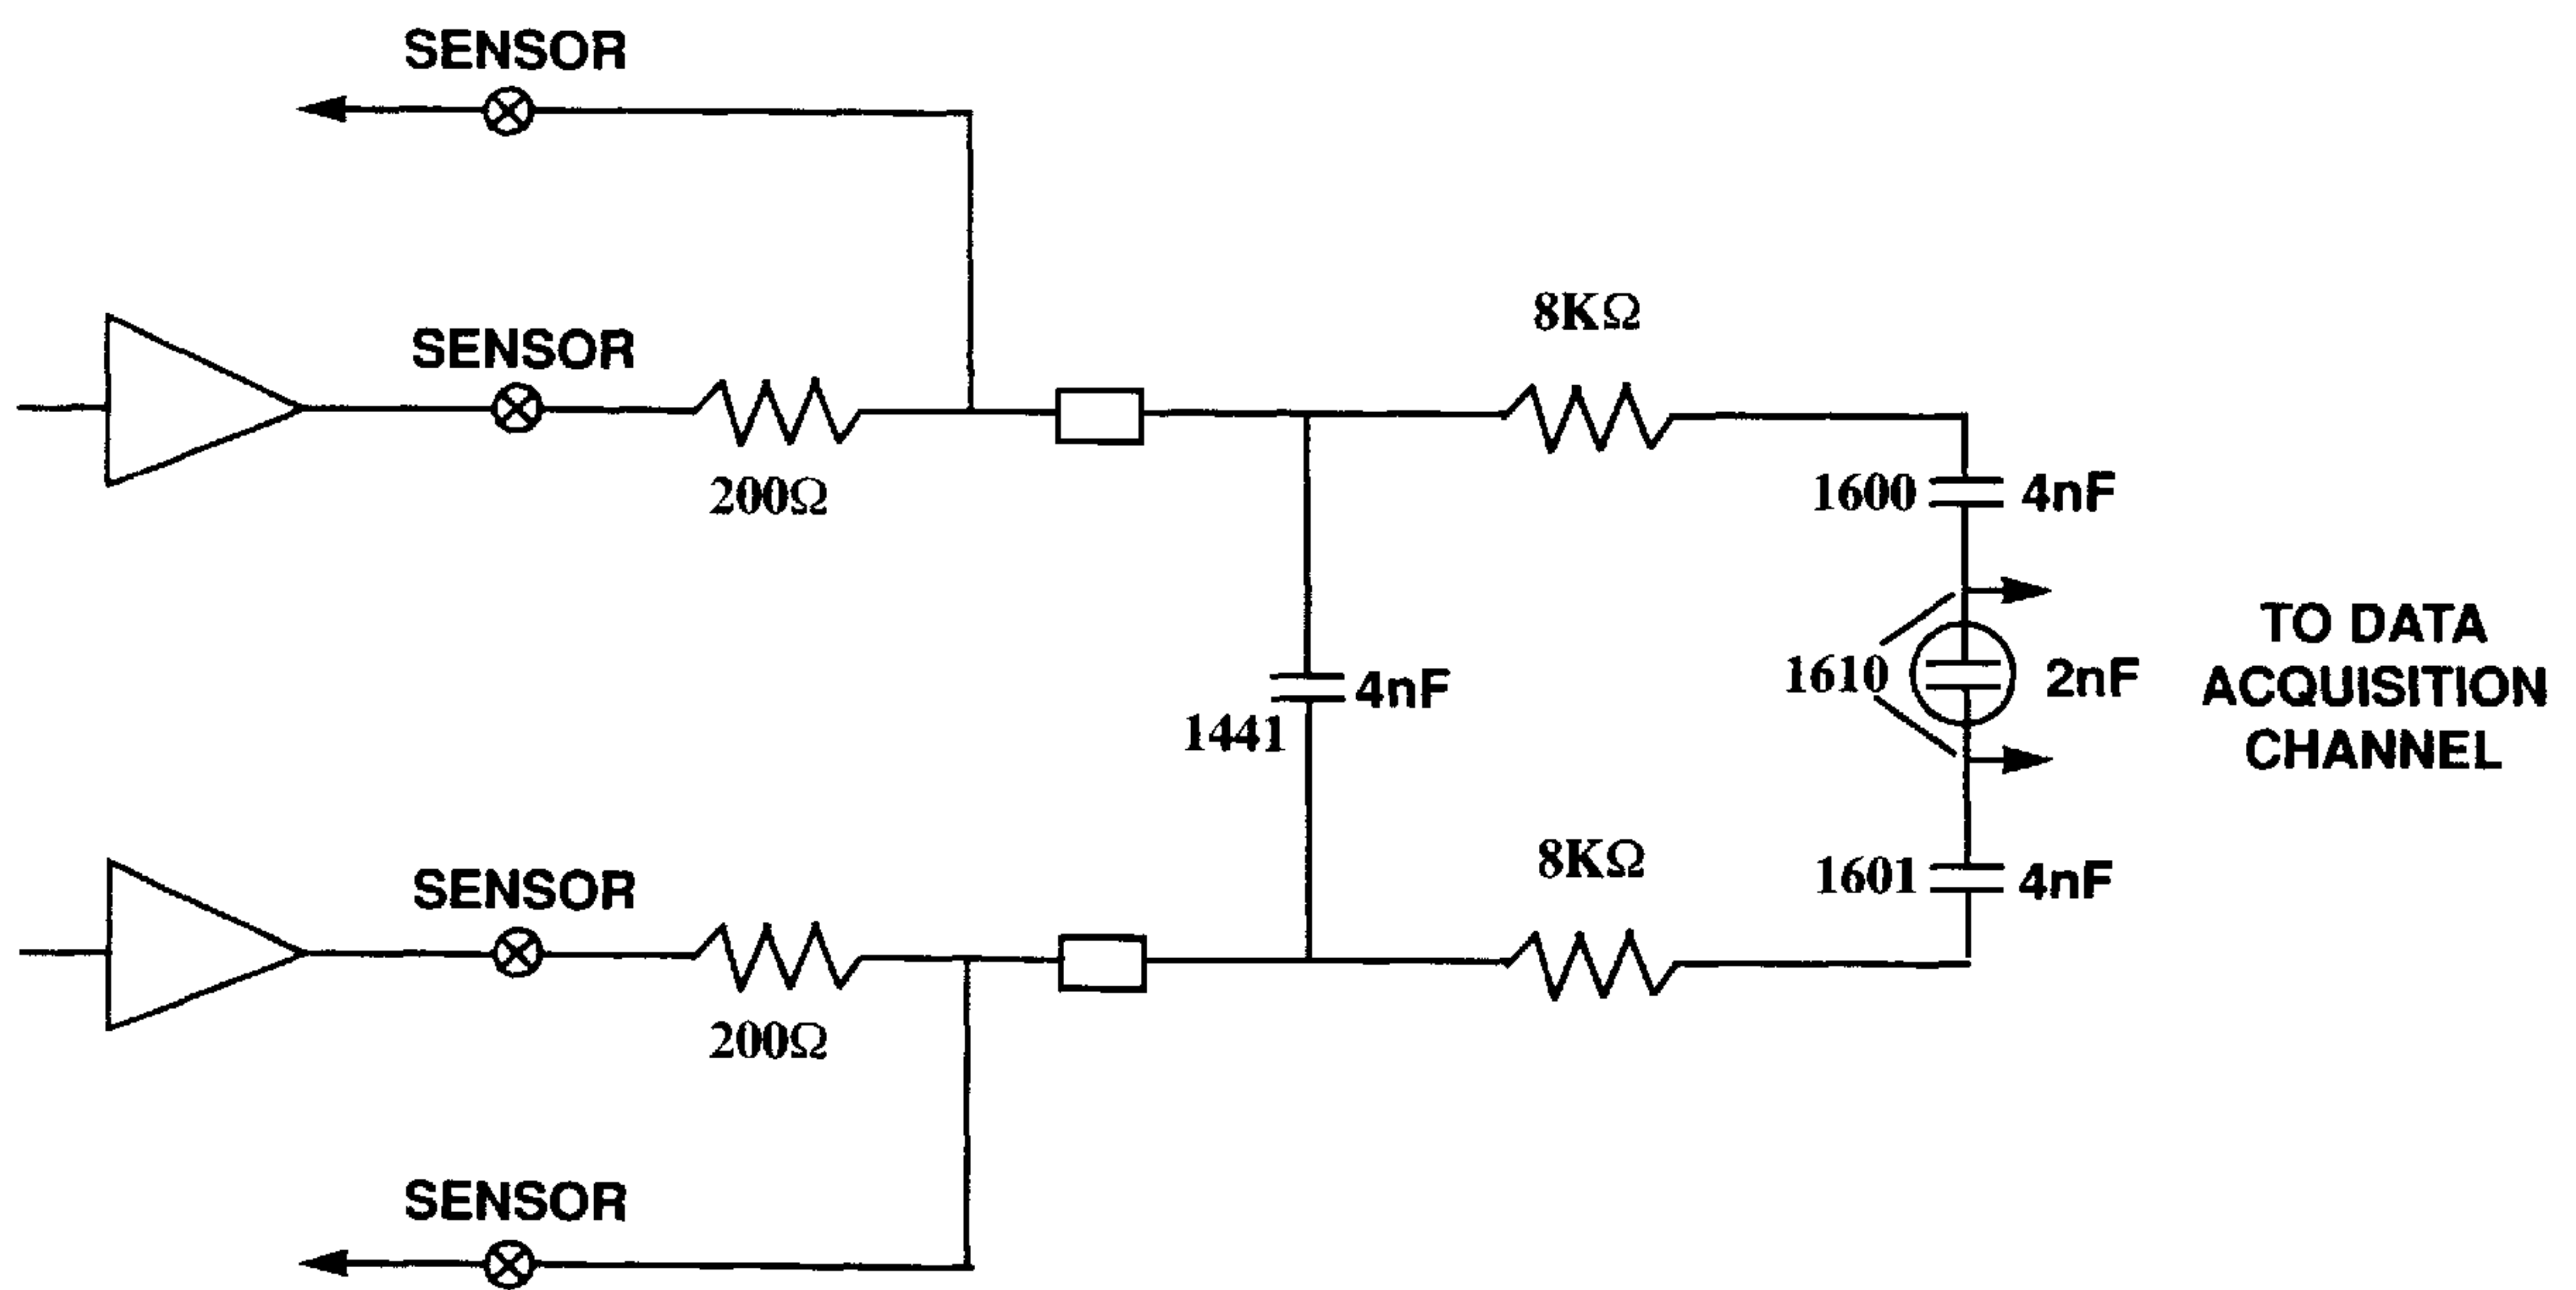 SENSOR
SENSOR
200Ω
8KΩ
1600 4nF
1441 4nF
1610 2nF
TO DATA
ACQUISITION
CHANNEL
8KΩ
1601 4nF
SENSOR
200Ω
SENSOR